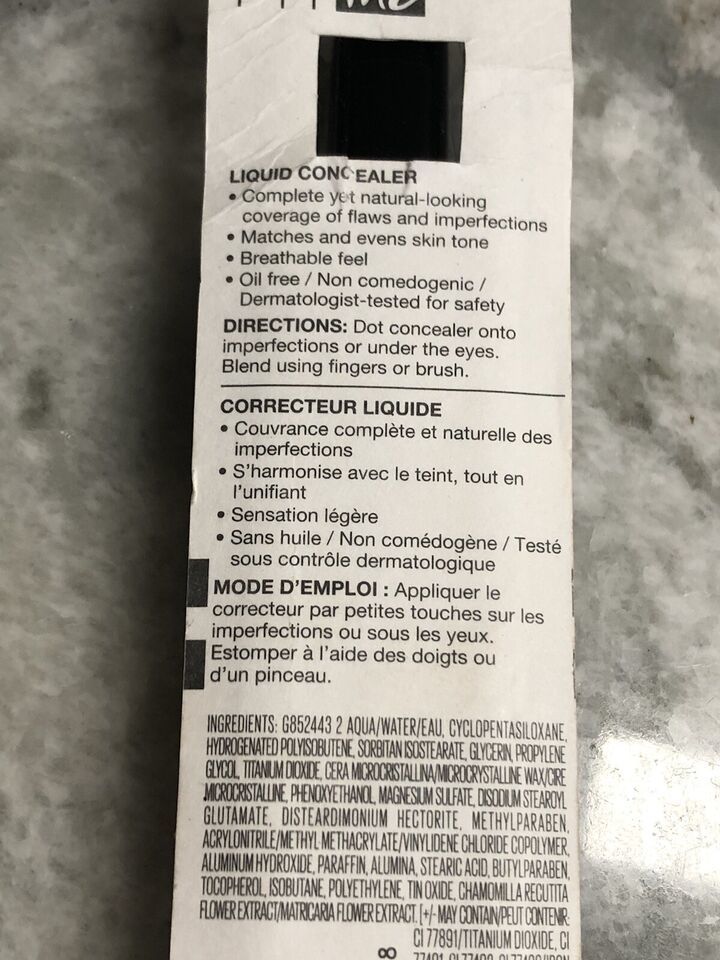 me
LIQUID CONCEALER
• Complete yet natural-looking
coverage of flaws and imperfections
• Matches and evens skin tone
• Breathable feel
• Oil free / Non comedogenic /
Dermatologist-tested for safety
DIRECTIONS: Dot concealer onto
imperfections or under the eyes.
Blend using fingers or brush.
CORRECTEUR LIQUIDE
• Couvrance complète et naturelle des
imperfections
• S'harmonise avec le teint, tout en
l'unifiant
• Sensation légère
• Sans huile / Non comédogène / Testé
sous contrôle dermatologique
MODE D'EMPLOI : Appliquer le
correcteur par petites touches sur les
imperfections ou sous les yeux.
Estomper à l'aide des doigts ou
d'un pinceau.
INGREDIENTS: G852443 2 AQUA/WATER/EAU, CYCLOPENTASILOXANE,
HYDROGENATED POLYISOBUTENE, SORBITAN ISOSTEARATE, GLYCERIN, PROPYLENE
GLYCOL, TITANIUM DIOXIDE, CERA MICROCRISTALLINA/MICROCRYSTALLINE WAX/CIRE
MICROCRISTALLINE, PHENOXYETHANOL, MAGNESIUM SULFATE, DISODIUM STEAROYL
GLUTAMATE, DISTEARDIMONIUM HECTORITE, METHYLPARABEN,
ACRYLONITRILE/METHYL METHACRYLATE/VINYLIDENE CHLORIDE COPOLYMER,
ALUMINUM HYDROXIDE, PARAFFIN, ALUMINA, STEARIC ACID, BUTYLPARABEN,
TOCOPHEROL, ISOBUTANE, POLYETHYLENE, TIN OXIDE, CHAMOMILLA RECUTITA
FLOWER EXTRACT/MATRICARIA FLOWER EXTRACT. [+/- MAY CONTAIN/PEUT CONTENIR:
CI 77891/TITANIUM DIOXIDE, CI
8